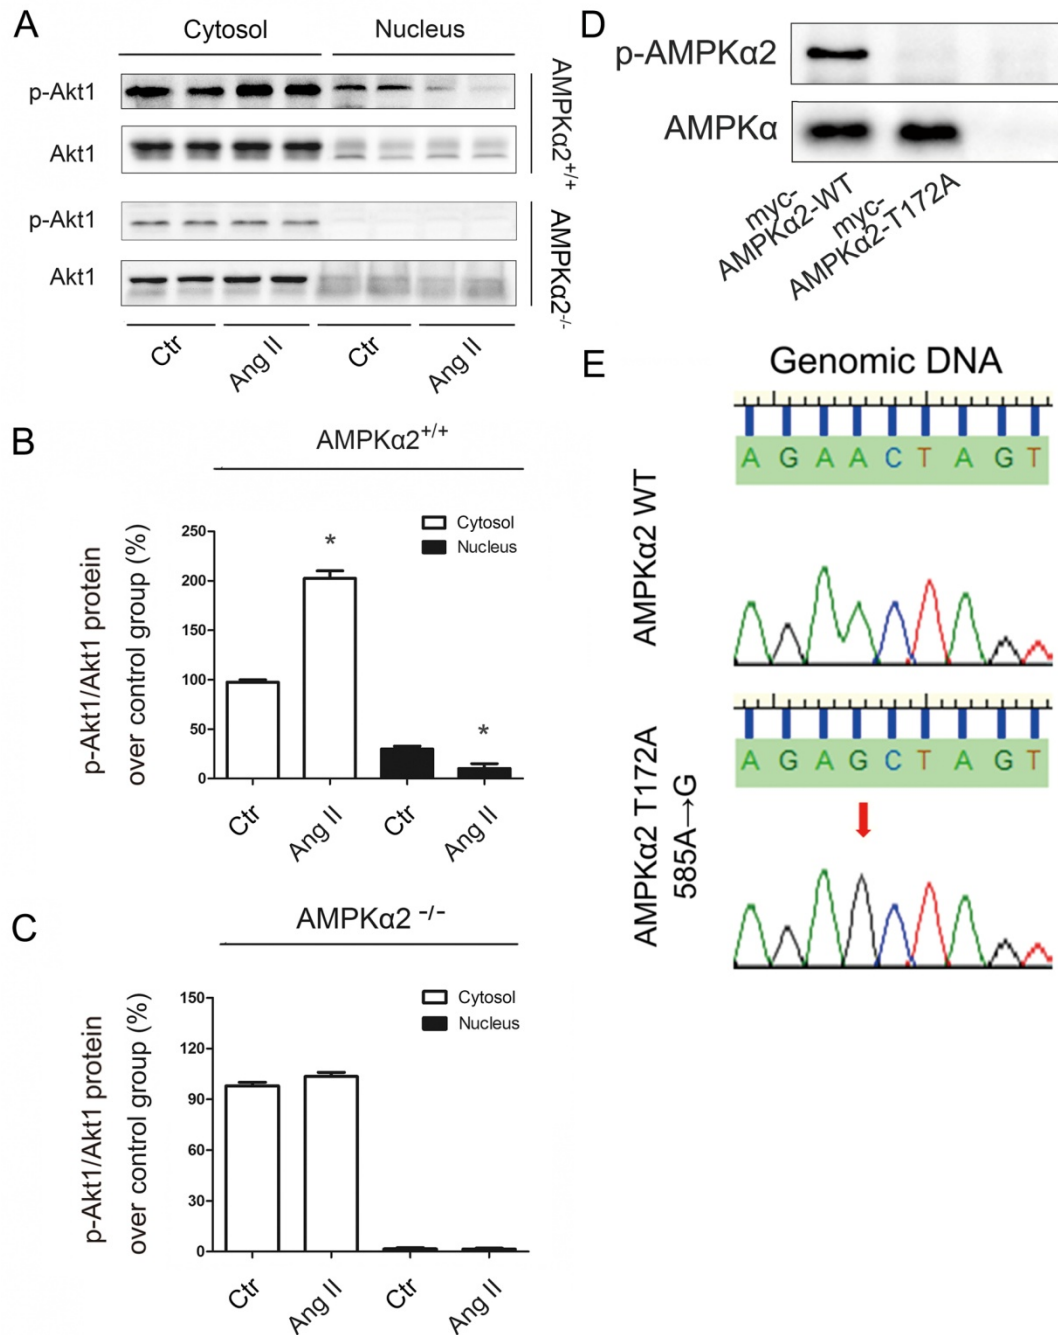 A
Cytosol
Nucleus
p-Akt1
Akt1
AMPKα2+/+
p-Akt1
Akt1
AMPKα2-/-
Ctr
Ang II
Ctr
Ang II
B
AMPKα2+/+
p-Akt1/Akt1 protein
over control group (%)
250
200
150
100
50
0
Cytosol
Nucleus
*
*
Ctr
Ang II
Ctr
Ang II
C
AMPKα2 -/-
p-Akt1/Akt1 protein
over control group (%)
150
120
90
60
30
0
Cytosol
Nucleus
Ctr
Ang II
Ctr
Ang II
D
p-AMPKα2
AMPKα
myc-
AMPKα2-WT
myc-
AMPKα2-T172A
E
Genomic DNA
AMPKα2 WT
A G A A C T A G T
AMPKα2 T172A
585A→G
A G A G C T A G T